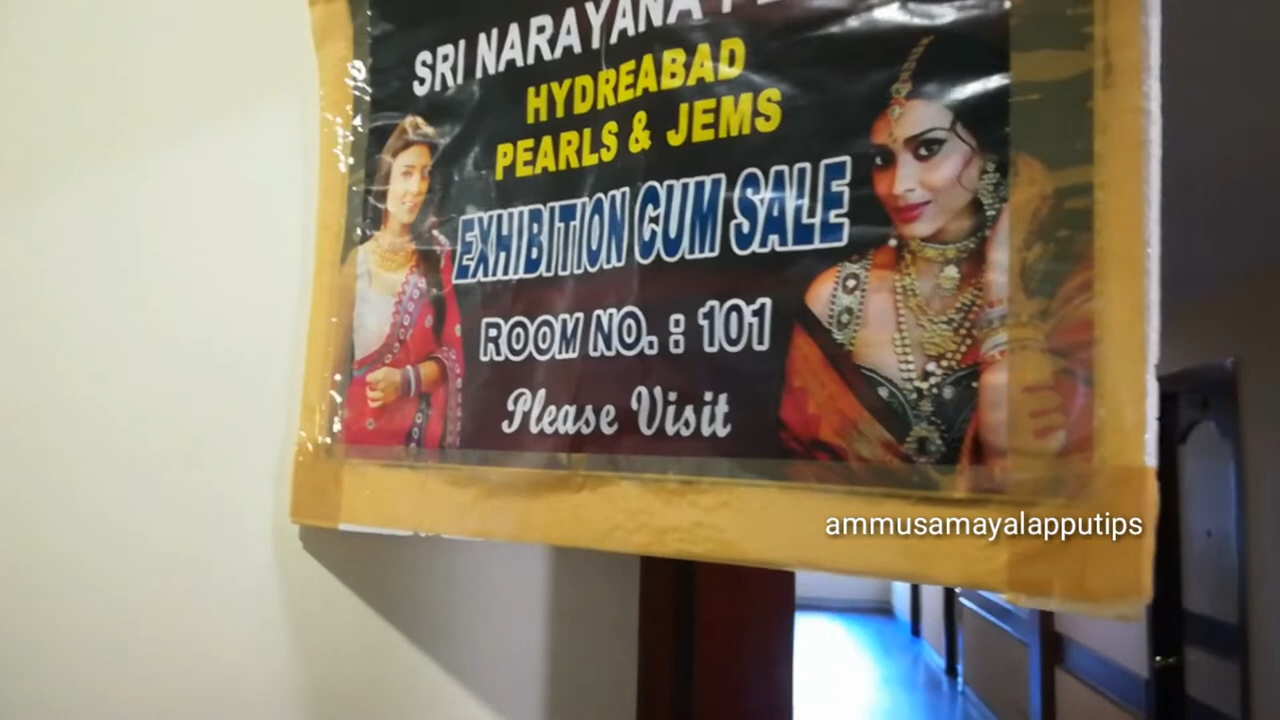 SRI NARAYANA
HYDREABAD
PEARLS & JEMS
EXHIBITION CUM SALE
ROOM NO. : 101
Please Visit
ammusamayalapputips